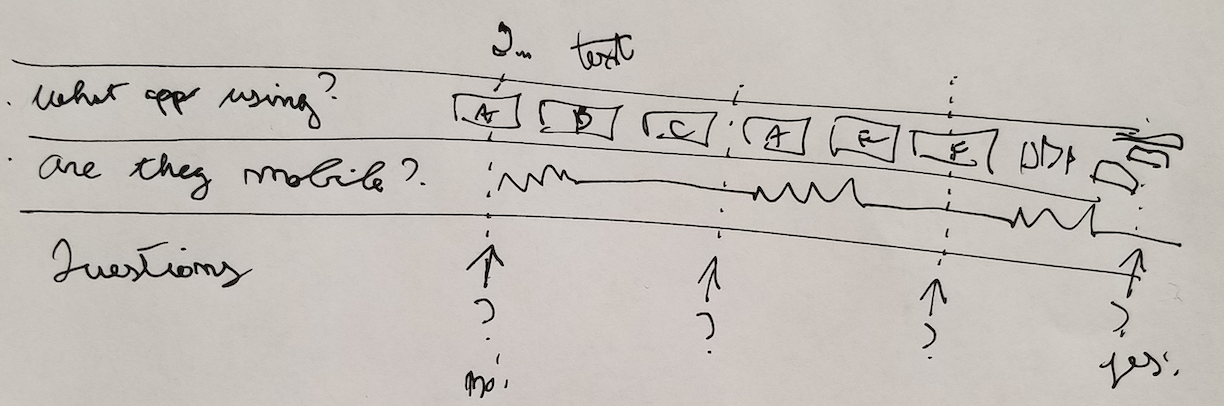 text
What app using?
A B C A E F
are they mobile?
Questions
? ? ? ?
no: yes: